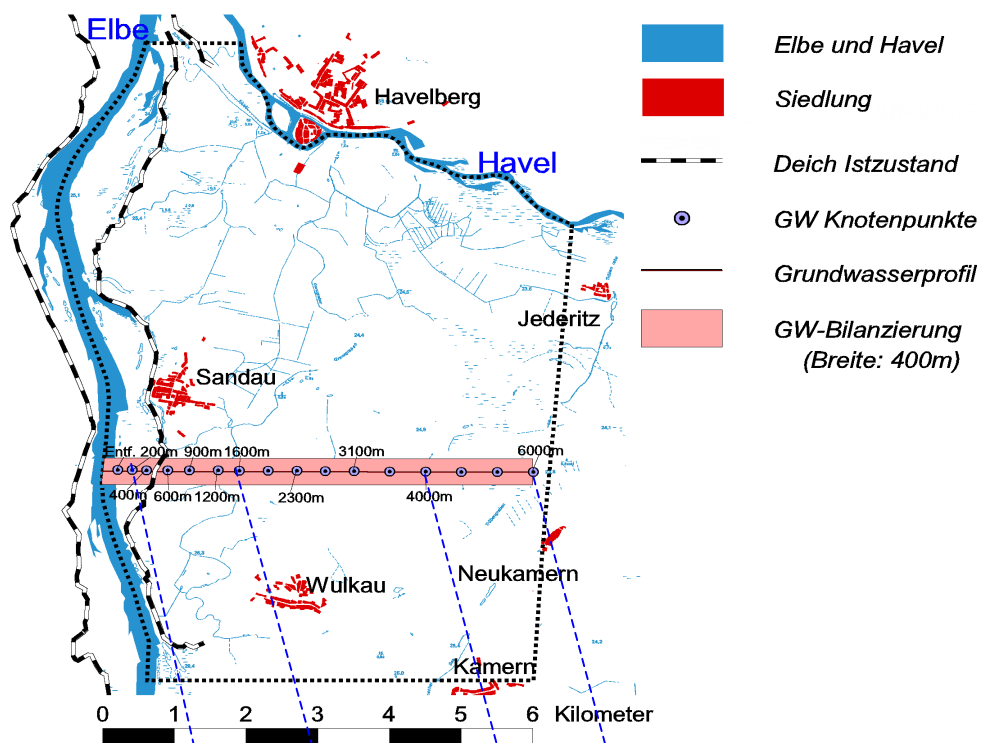 Elbe
Havelberg
Havel
Jederitz
Sandau
Entf. 200m 900m 1600m 3100m 6000m
400m 600m 1200m 2300m 4000m
Neukamern
Wulkau
Kamern
0 1 2 3 4 5 6 Kilometer
Elbe und Havel
Siedlung
Deich Istzustand
GW Knotenpunkte
Grundwasserprofil
GW-Bilanzierung
(Breite: 400m)